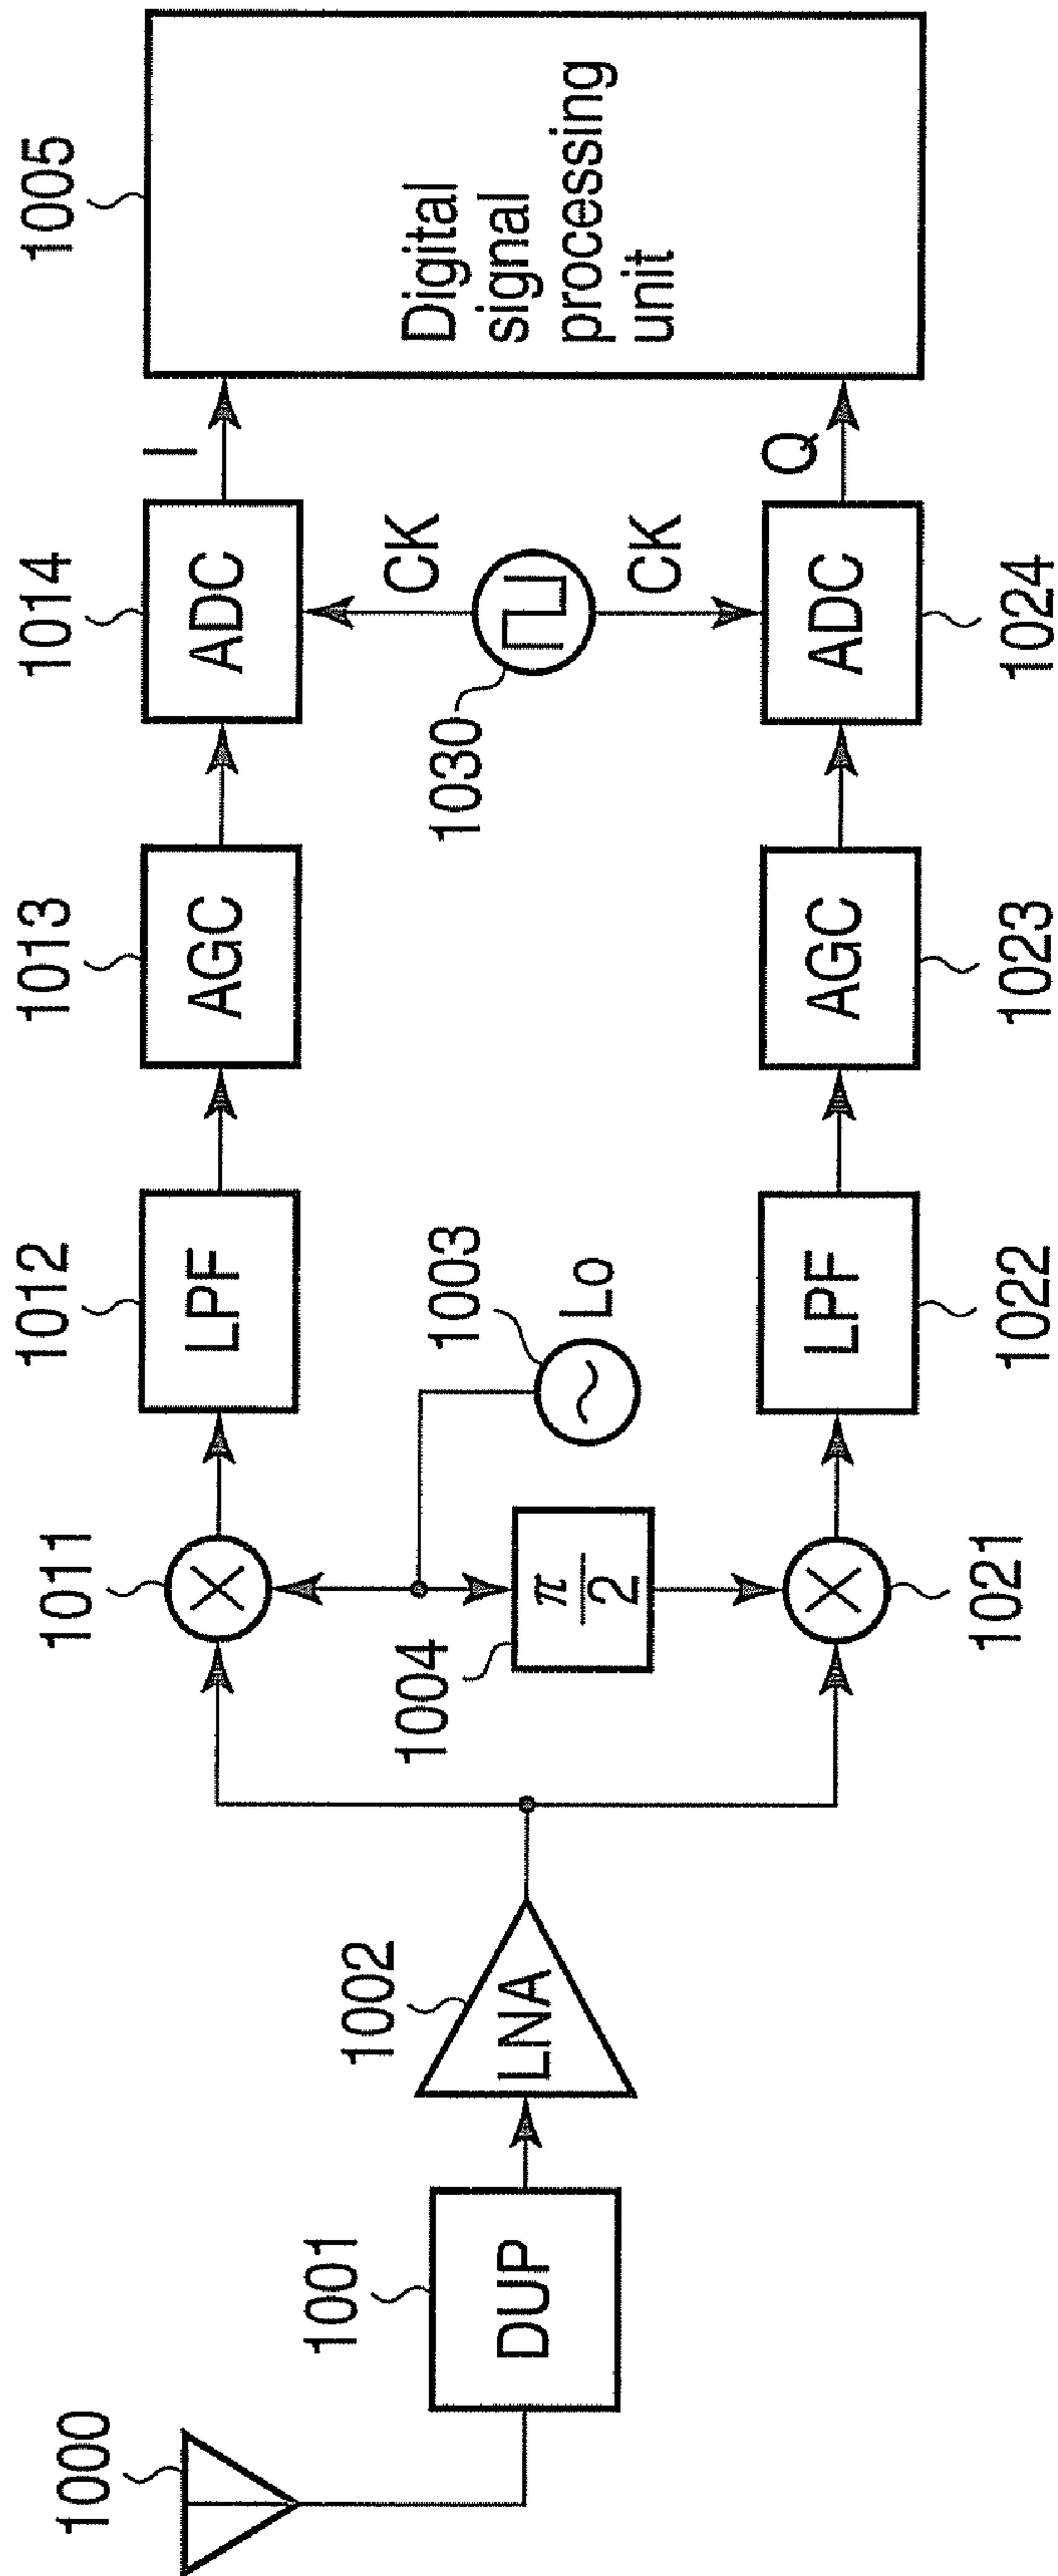 1000
1001
DUP
1002
LNA
1011
1012
LPF
1013
AGC
1014
ADC
I
1005
Digital
signal
processing
unit
1004
π
2
1003
Lo
1030
CK
CK
1021
LPF
1022
AGC
1023
ADC
1024
Q